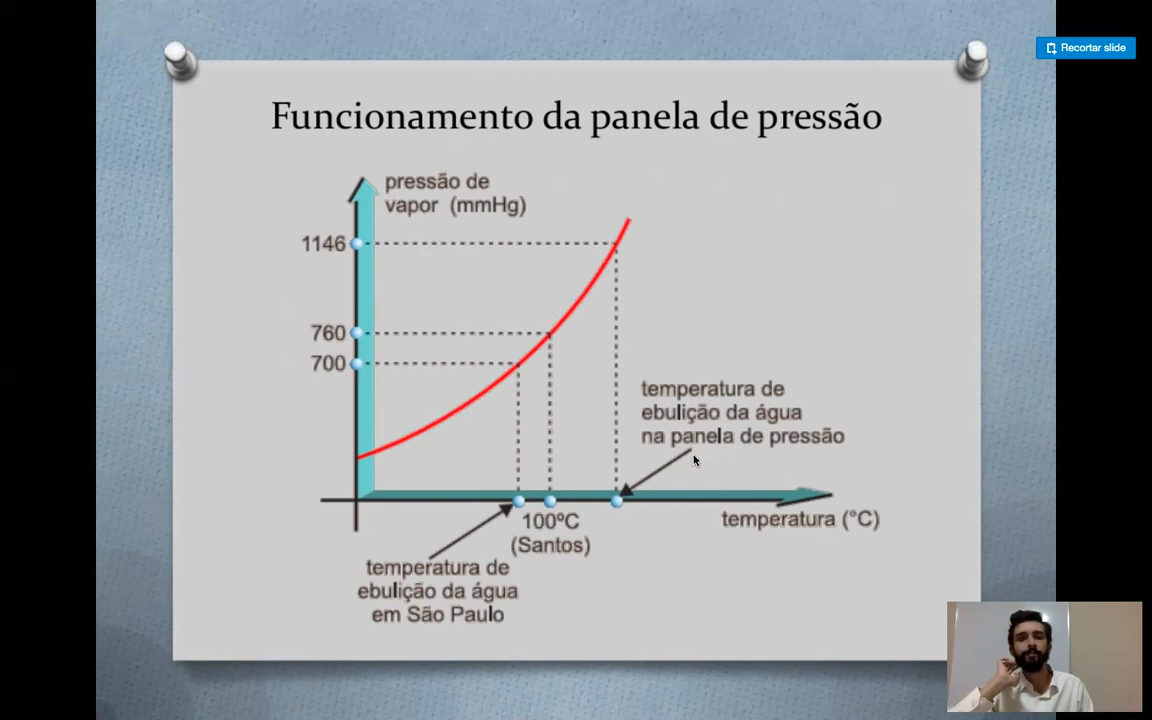 Recortar slide
Funcionamento da panela de pressão
pressão de
vapor (mmHg)
1146
760
700
temperatura de
ebulição da água
na panela de pressão
100ºC
(Santos)
temperatura (°C)
temperatura de
ebulição da água
em São Paulo